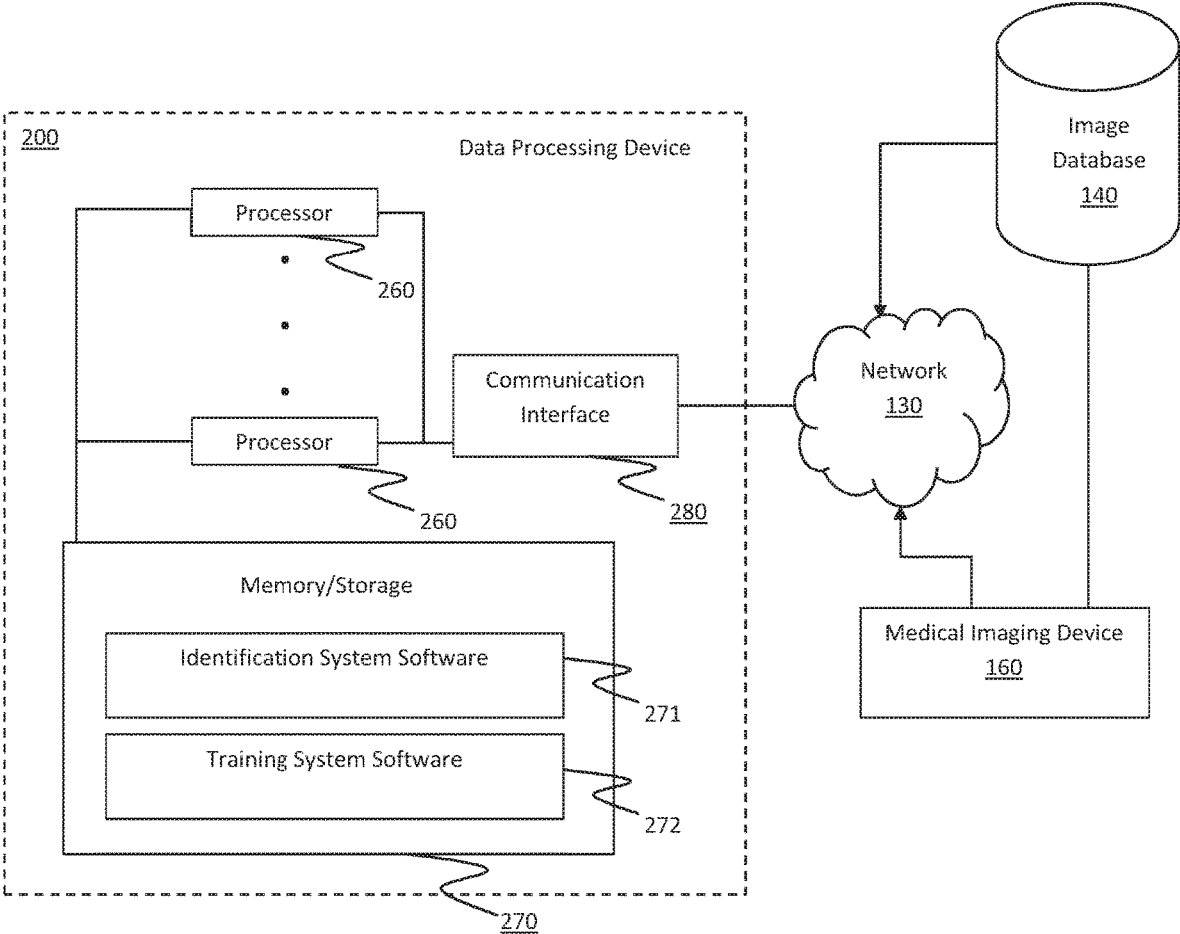 200
Data Processing Device
Processor
260
Processor
260
Communication
Interface
280
Memory/Storage
Identification System Software
271
Training System Software
272
270
Image
Database
140
Network
130
Medical Imaging Device
160